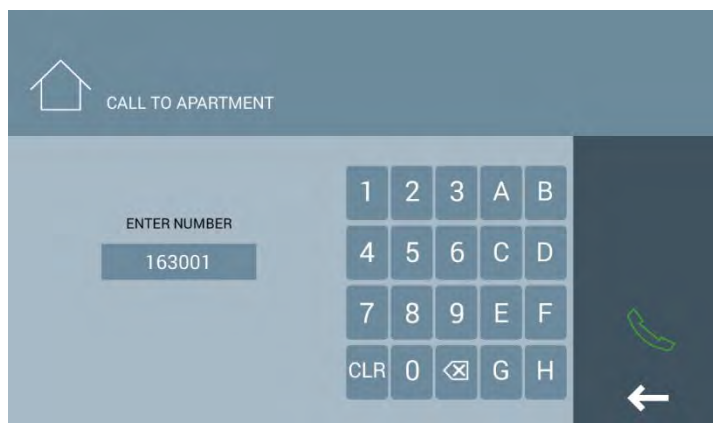 CALL TO APARTMENT
ENTER NUMBER
163001
1 2 3 A B
4 5 6 C D
7 8 9 E F
CLR 0 G H